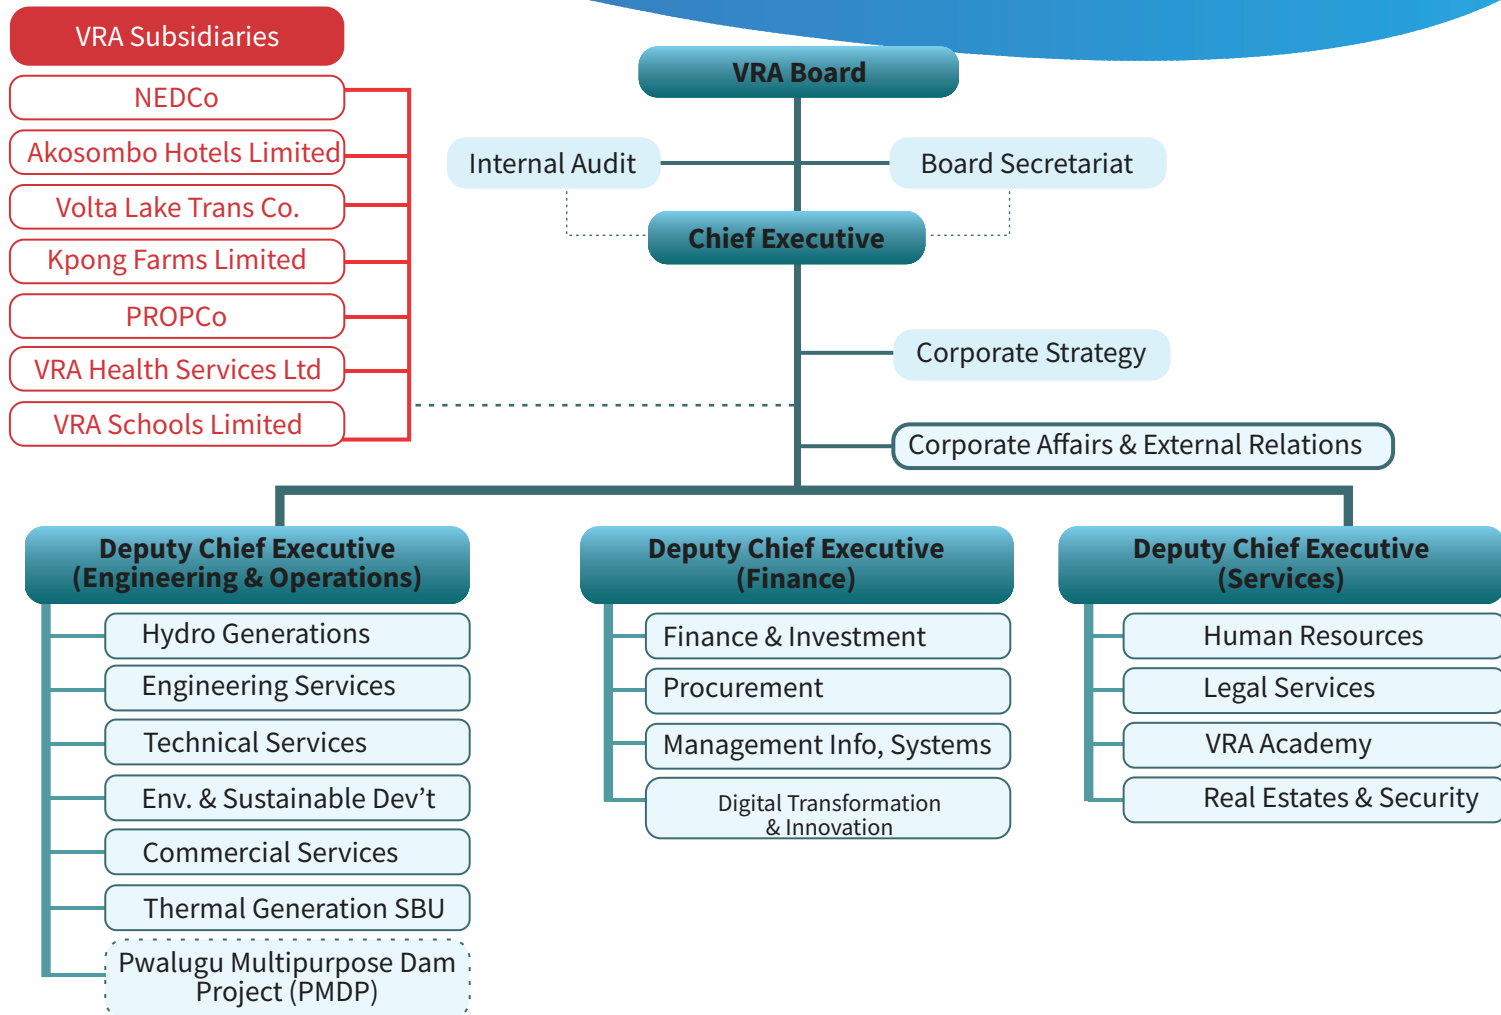 VRA Subsidiaries
NEDCo
Akosombo Hotels Limited
Volta Lake Trans Co.
Kpong Farms Limited
PROPCo
VRA Health Services Ltd
VRA Schools Limited
VRA Board
Internal Audit
Board Secretariat
Chief Executive
Corporate Strategy
Corporate Affairs & External Relations
Deputy Chief Executive
(Engineering & Operations)
Hydro Generations
Engineering Services
Technical Services
Env. & Sustainable Dev’t
Commercial Services
Thermal Generation SBU
Pwalugu Multipurpose Dam
Project (PMDP)
Deputy Chief Executive
(Finance)
Finance & Investment
Procurement
Management Info, Systems
Digital Transformation
& Innovation
Deputy Chief Executive
(Services)
Human Resources
Legal Services
VRA Academy
Real Estates & Security